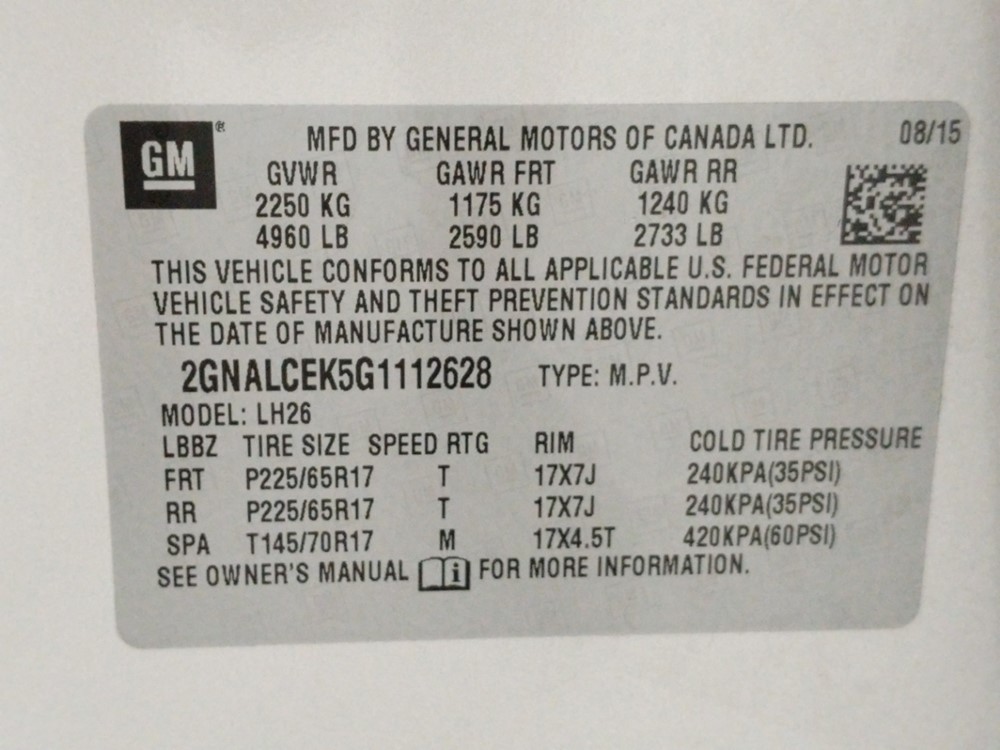 GM® MFD BY GENERAL MOTORS OF CANADA LTD. 08/15
GVWR GAWR FRT GAWR RR
2250 KG 1175 KG 1240 KG
4960 LB 2590 LB 2733 LB
THIS VEHICLE CONFORMS TO ALL APPLICABLE U.S. FEDERAL MOTOR
VEHICLE SAFETY AND THEFT PREVENTION STANDARDS IN EFFECT ON
THE DATE OF MANUFACTURE SHOWN ABOVE.
2GNALCEK5G1112628 TYPE: M.P.V.
MODEL: LH26
LBBZ TIRE SIZE SPEED RTG RIM COLD TIRE PRESSURE
FRT P225/65R17 T 17X7J 240KPA(35PSI)
RR P225/65R17 T 17X7J 240KPA(35PSI)
SPA T145/70R17 M 17X4.5T 420KPA(60PSI)
SEE OWNER'S MANUAL i FOR MORE INFORMATION.